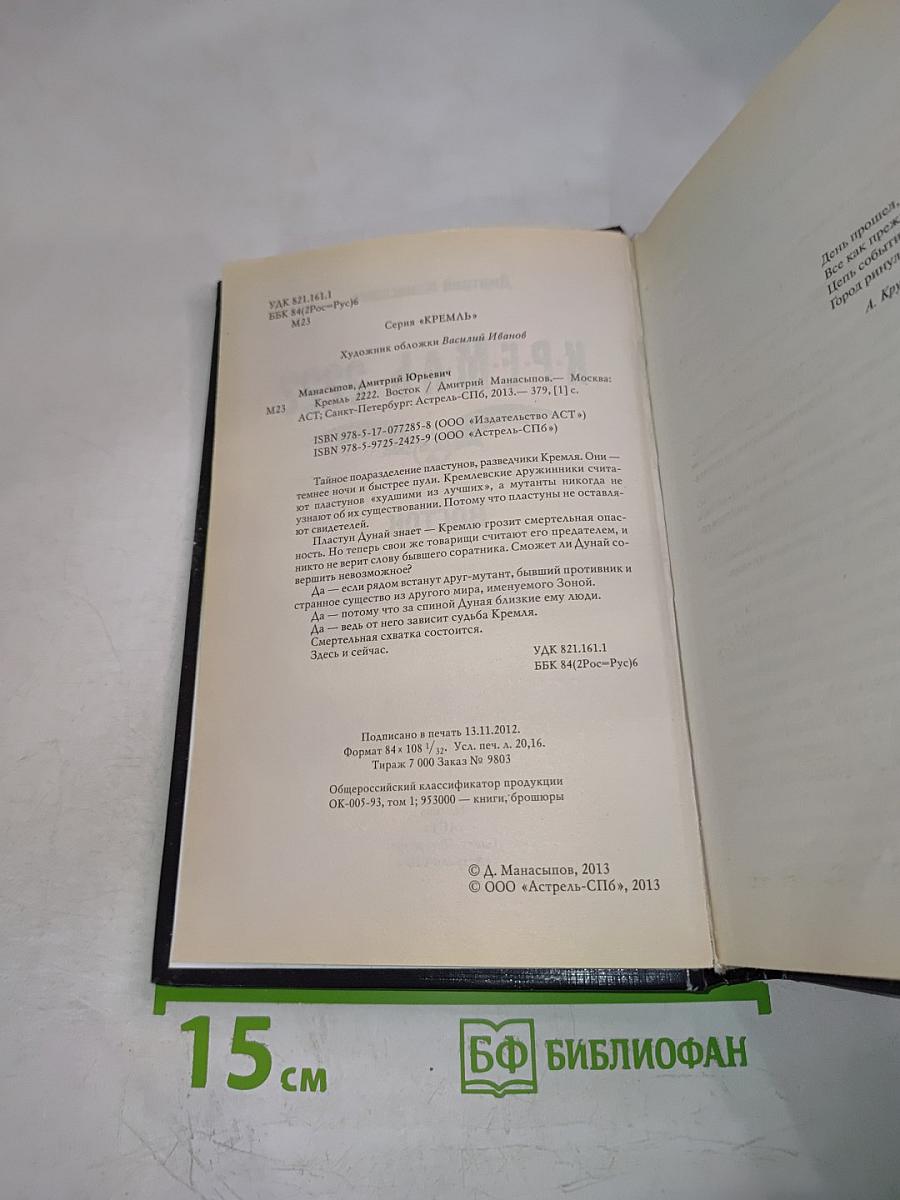 УДК 821.161.1
ББК 84(2Рос=Рус)6
М23
Серия «КРЕМЛЬ»
Художник обложки Василий Иванов
Манасыпов, Дмитрий Юрьевич
М23 Кремль 2222. Восток / Дмитрий Манасыпов.— Москва:
АСТ; Санкт-Петербург: Астрель-СПб, 2013.— 379, [1] с.
ISBN 978-5-17-077285-8 (ООО «Издательство АСТ»)
ISBN 978-5-9725-2425-9 (ООО «Астрель-СПб»)
Тайное подразделение пластунов, разведчики Кремля. Они —
темнее ночи и быстрее пули. Кремлевские дружинники счита-
ют пластунов «худшими из лучших», а мутанты никогда не
узнают об их существовании. Потому что пластуны не оставля-
ют свидетелей.
Пластун Дунай знает — Кремлю грозит смертельная опас-
ность. Но теперь свои же товарищи считают его предателем, и
никто не верит слову бывшего соратника. Сможет ли Дунай со-
вершить невозможное?
Да — если рядом встанут друг-мутант, бывший противник и
странное существо из другого мира, именуемого Зоной.
Да — потому что за спиной Дуная близкие ему люди.
Да — ведь от него зависит судьба Кремля.
Смертельная схватка состоится.
Здесь и сейчас.
УДК 821.161.1
ББК 84(2Рос=Рус)6
Подписано в печать 13.11.2012.
Формат 84 × 108 1/32. Усл. печ. л. 20,16.
Тираж 7 000 Заказ № 9803
Общероссийский классификатор продукции
ОК-005-93, том 1; 953000 — книги, брошюры
© Д. Манасыпов, 2013
© ООО «Астрель-СПб», 2013
День прошел,
Все как преж
Цепь событи
Город ринул
А. Кру
15 см
БФ БИБЛИОФАН